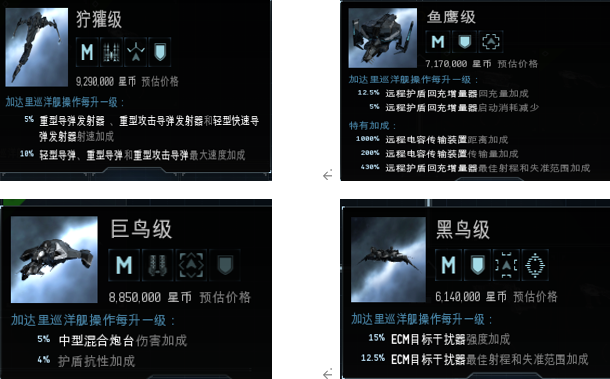 狞獾级
M
9,290,000 星币 预估价格
加达里巡洋舰操作每升一级：
5% 重型导弹发射器 、重型攻击导弹发射器和轻型快速导
弹发射器射速加成
10% 轻型导弹、重型导弹和重型攻击导弹最大速度加成
鱼鹰级
M
7,170,000 星币 预估价格
加达里巡洋舰操作每升一级：
12.5% 远程护盾回充增量器回充量加成
5% 远程护盾回充增量器启动消耗减少
特有加成：
1000% 远程电容传输装置距离加成
200% 远程电容传输装置传输量加成
430% 远程护盾回充增量器最佳射程和失准范围加成
巨鸟级
M
8,850,000 星币 预估价格
加达里巡洋舰操作每升一级：
5% 中型混合炮台伤害加成
4% 护盾抗性加成
黑鸟级
M
6,140,000 星币 预估价格
加达里巡洋舰操作每升一级：
15% ECM目标干扰器强度加成
12.5% ECM目标干扰器最佳射程和失准范围加成